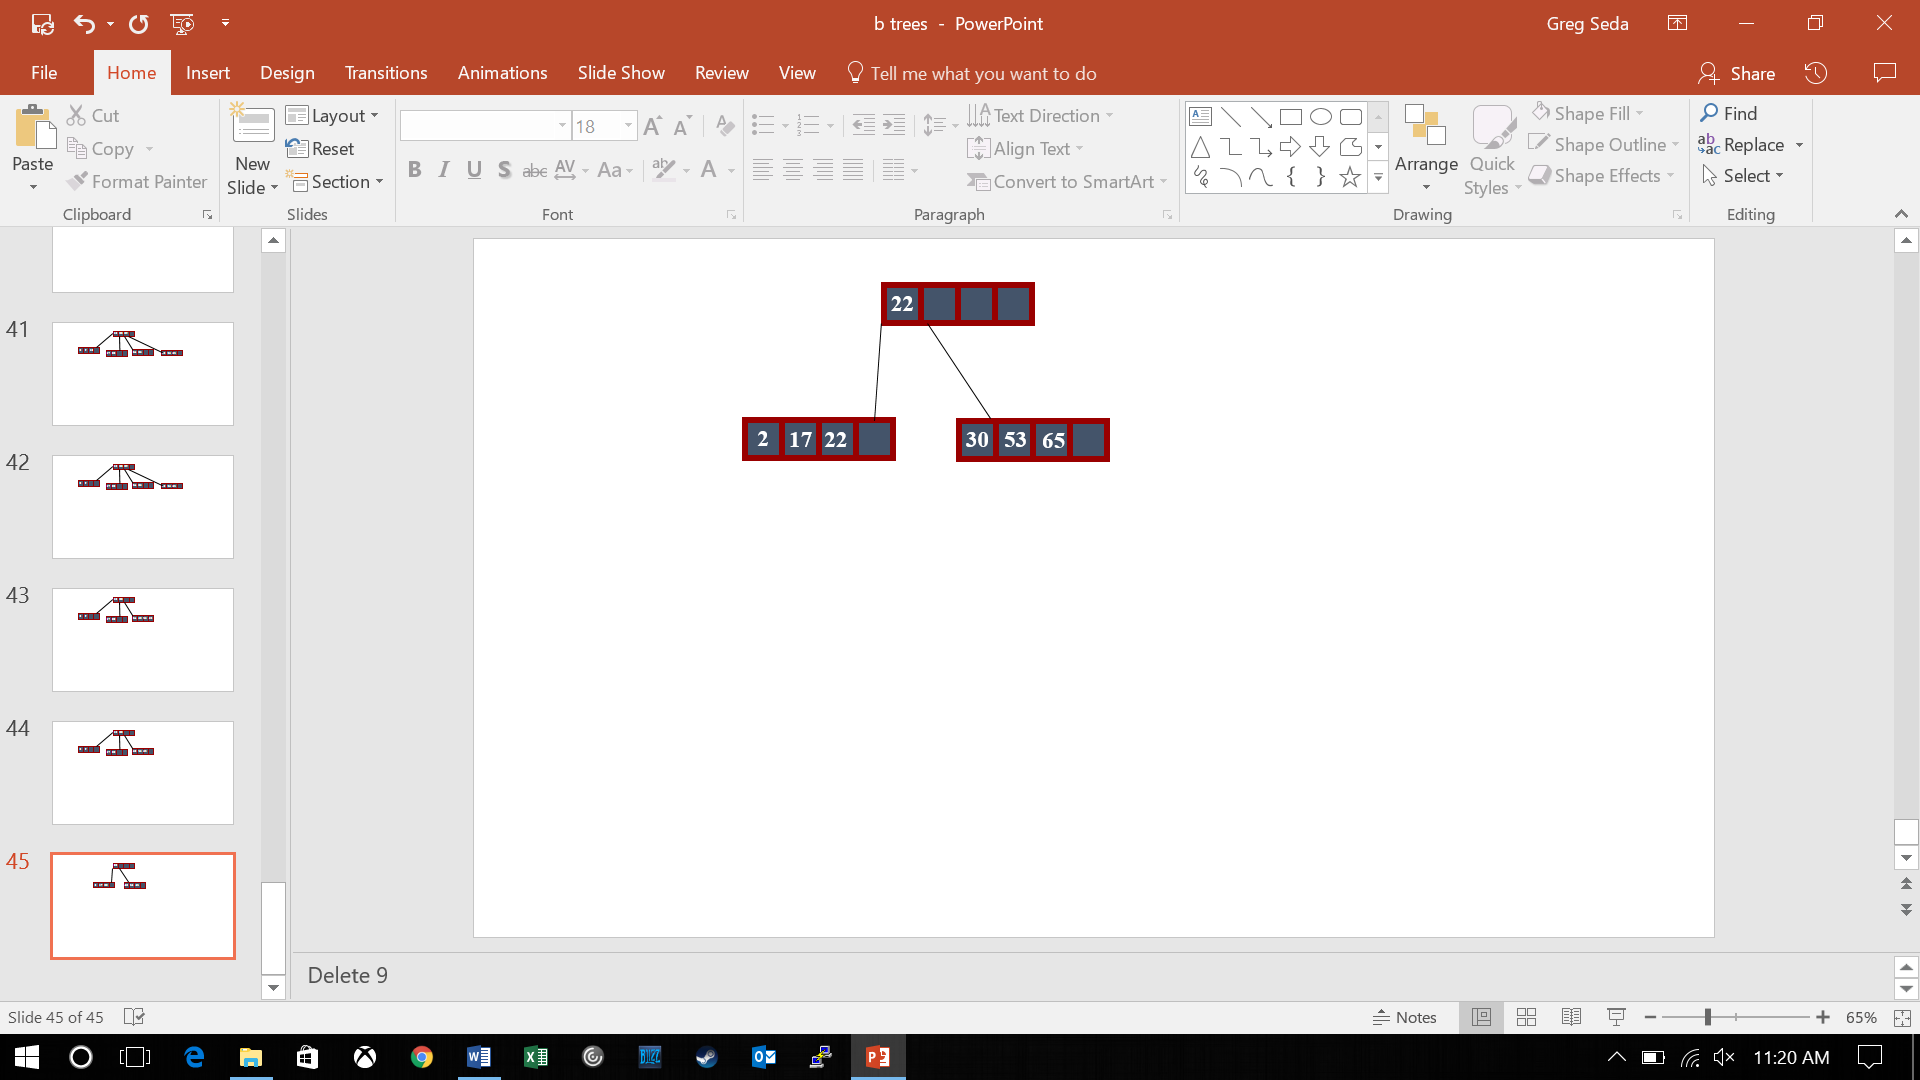 b trees - PowerPoint
Greg Seda
File
Home
Insert
Design
Transitions
Animations
Slide Show
Review
View
Tell me what you want to do
Share
Paste
Cut
Copy
Format Painter
Clipboard
New
Slide
Layout
Reset
Section
Slides
18
B I U S abc AV Aa A
Font
Text Direction
Align Text
Convert to SmartArt
Paragraph
Arrange
Quick
Styles
Shape Fill
Shape Outline
Shape Effects
Drawing
Find
Replace
Select
Editing
41
42
43
44
45
22
2 17 22
30 53 65
Delete 9
Slide 45 of 45
Notes
65%
11:20 AM